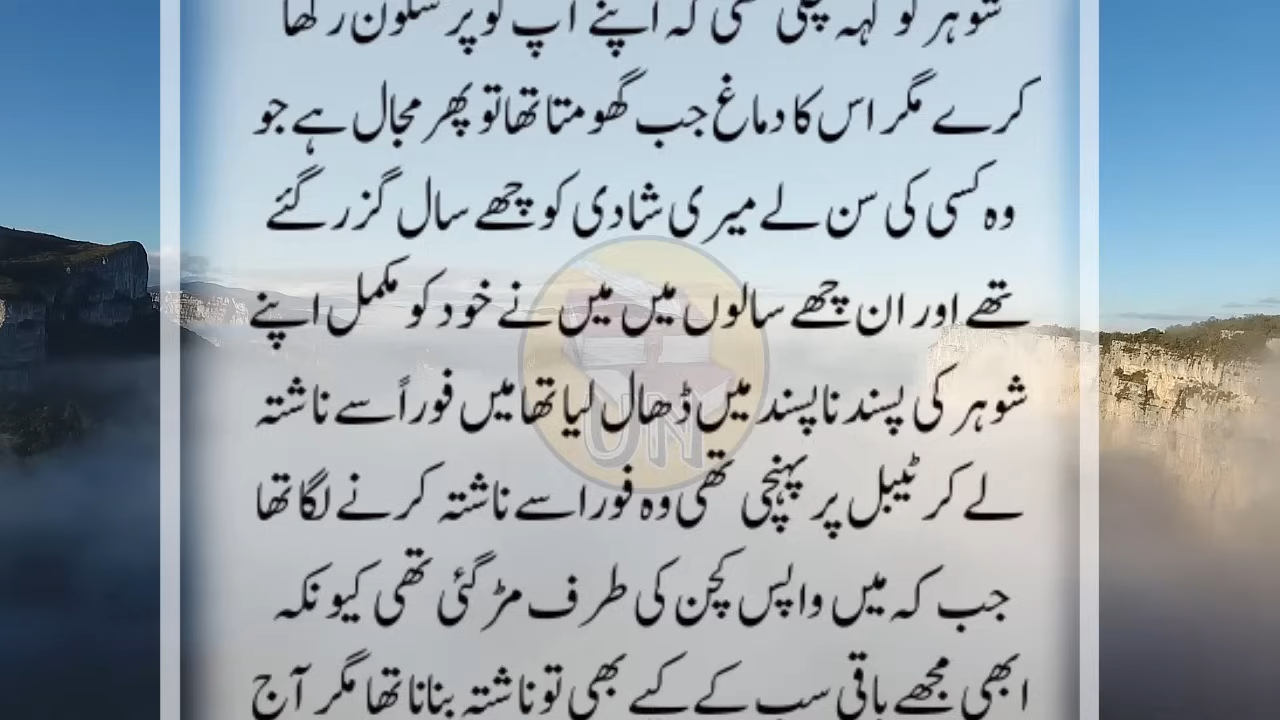 شوہر کو کہہ چکی تھی کہ اپنے آپ کو پر سکون رکھا
کرے مگر اس کا دماغ جب گھومتا تھا تو پھر مجال ہے جو
وہ کسی کی سن لے میری شادی کو چھے سال گزر گئے
تھے اور ان چھے سالوں میں میں نے خود کو مکمل اپنے
شوہر کی پسند ناپسند میں ڈھال لیا تھا میں فوراً سے ناشتہ
لے کر ٹیبل پر پہنچی تھی وہ فورا سے ناشتہ کرنے لگا تھا
جب کہ میں واپس کچن کی طرف مڑ گئی تھی کیونکہ
ابھی مجھے باقی سب کے کیے بھی تو ناشتہ بنانا تھا مگر آج
UN